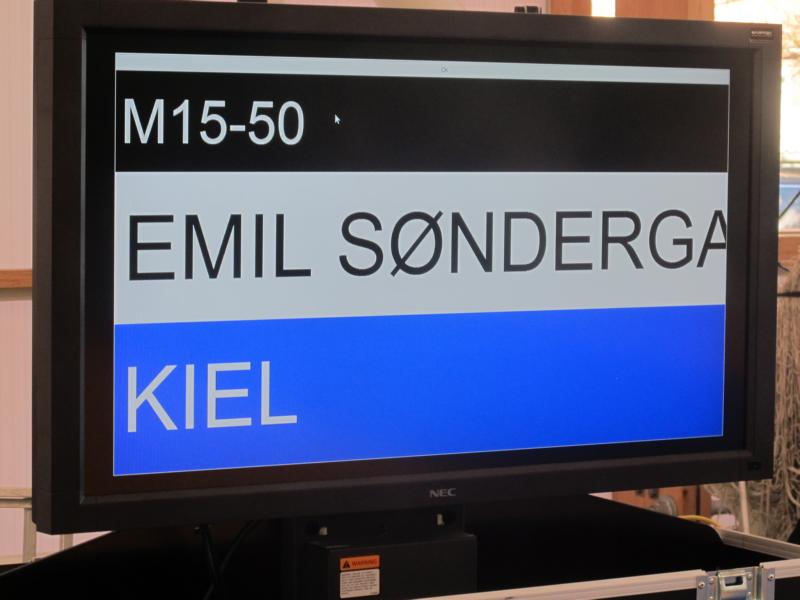 M15-50
EMIL SØNDERGA
KIEL
NEC
WARNING